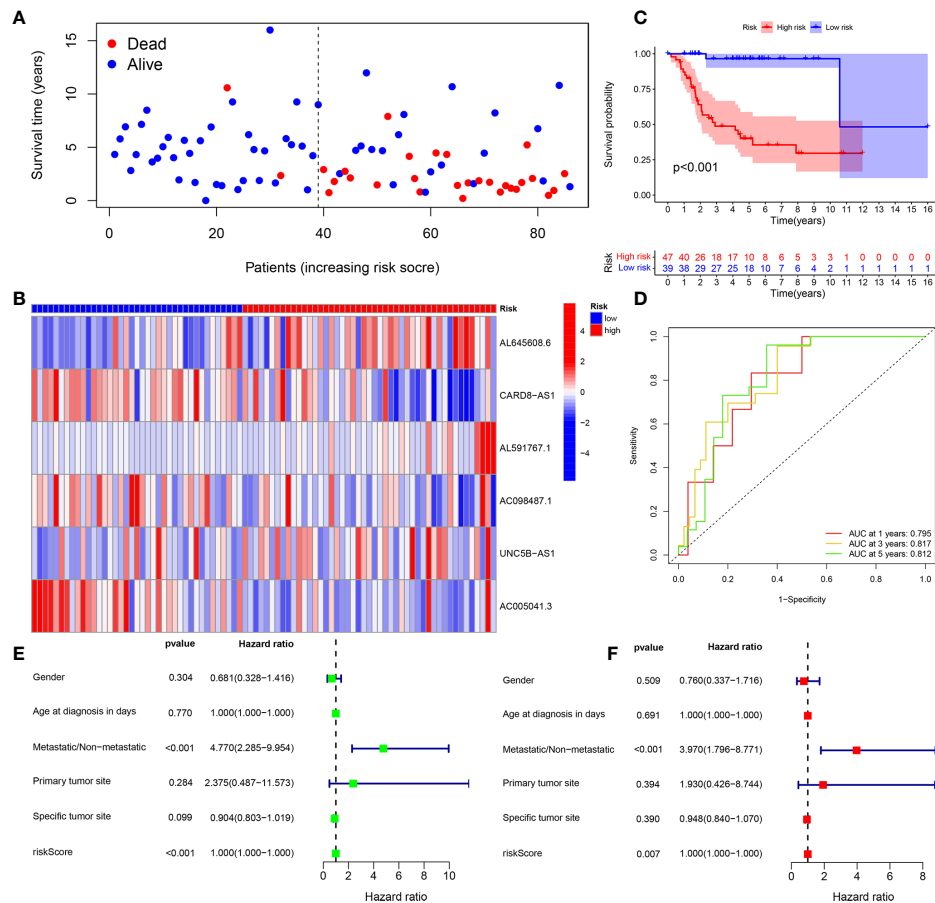 A
Dead
Alive
Survival time (years)
15
10
5
0
0 20 40 60 80
Patients (increasing risk socre)
C
Risk High risk Low risk
Survival probability
1.00
0.75
0.50
0.25
0.00
p<0.001
0 1 2 3 4 5 6 7 8 9 10 11 12 13 14 15 16
Time(years)
Risk
High risk 47 40 26 18 17 10 8 6 5 3 3 1 0 0 0 0 0
Low risk 39 38 29 27 25 18 10 7 6 4 2 1 1 1 1 1 1
0 1 2 3 4 5 6 7 8 9 10 11 12 13 14 15 16
Time(years)
B
Risk
AL645608.6
CARD8-AS1
AL591767.1
AC098487.1
UNC5B-AS1
AC005041.3
4
2
0
-2
-4
Risk
low
high
D
Sensitivity
1.0
0.8
0.6
0.4
0.2
0.0
AUC at 1 years: 0.795
AUC at 3 years: 0.817
AUC at 5 years: 0.812
0.0 0.2 0.4 0.6 0.8 1.0
1-Specificity
E
pvalue Hazard ratio
Gender 0.304 0.681(0.328-1.416)
Age at diagnosis in days 0.770 1.000(1.000-1.000)
Metastatic/Non-metastatic <0.001 4.770(2.285-9.954)
Primary tumor site 0.284 2.375(0.487-11.573)
Specific tumor site 0.099 0.904(0.803-1.019)
riskScore <0.001 1.000(1.000-1.000)
0 2 4 6 8 10
Hazard ratio
F
pvalue Hazard ratio
Gender 0.509 0.760(0.337-1.716)
Age at diagnosis in days 0.691 1.000(1.000-1.000)
Metastatic/Non-metastatic <0.001 3.970(1.796-8.771)
Primary tumor site 0.394 1.930(0.426-8.744)
Specific tumor site 0.390 0.948(0.840-1.070)
riskScore 0.007 1.000(1.000-1.000)
0 2 4 6 8
Hazard ratio